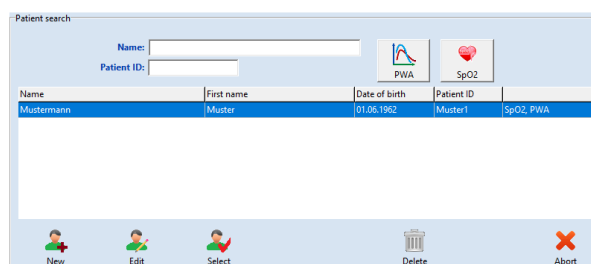 Patient search
Name:
Patient ID:
PWA SpO2
Name First name Date of birth Patient ID
Mustermann Muster 01.06.1962 Muster1 SpO2, PWA
New Edit Select Delete Abort